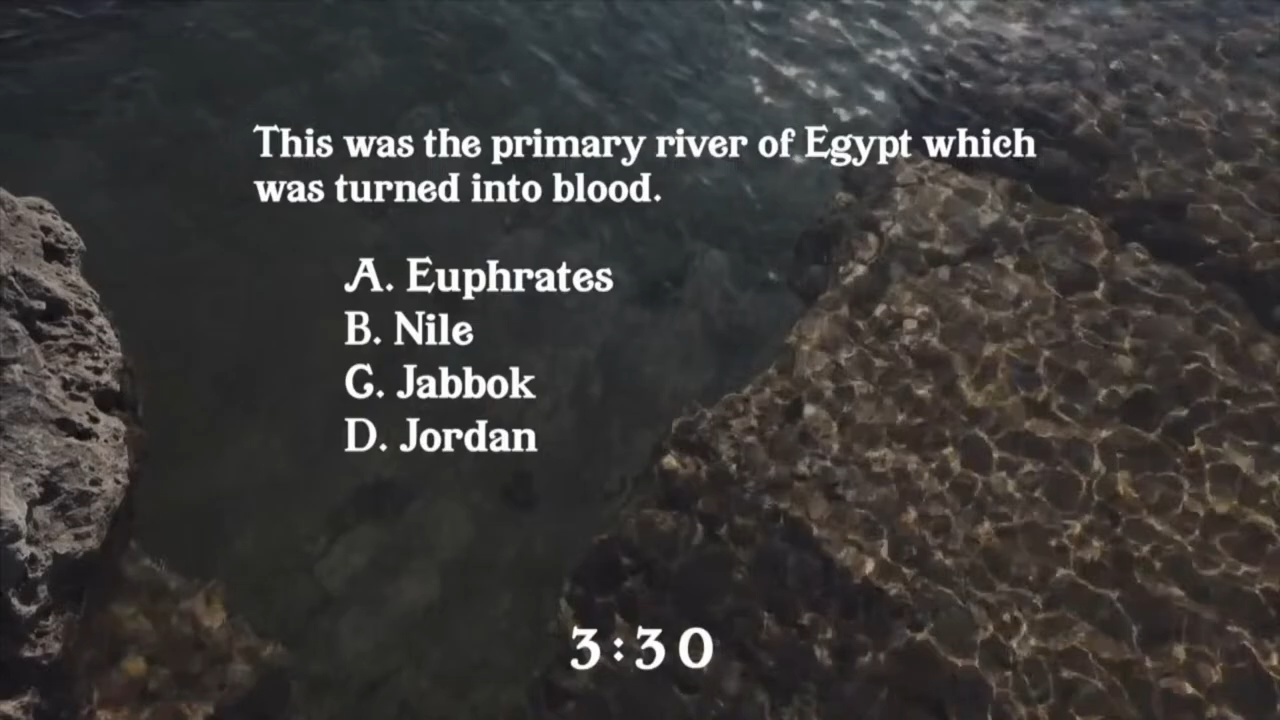 This was the primary river of Egypt which
was turned into blood.
A. Euphrates
B. Nile
C. Jabbok
D. Jordan
3:30